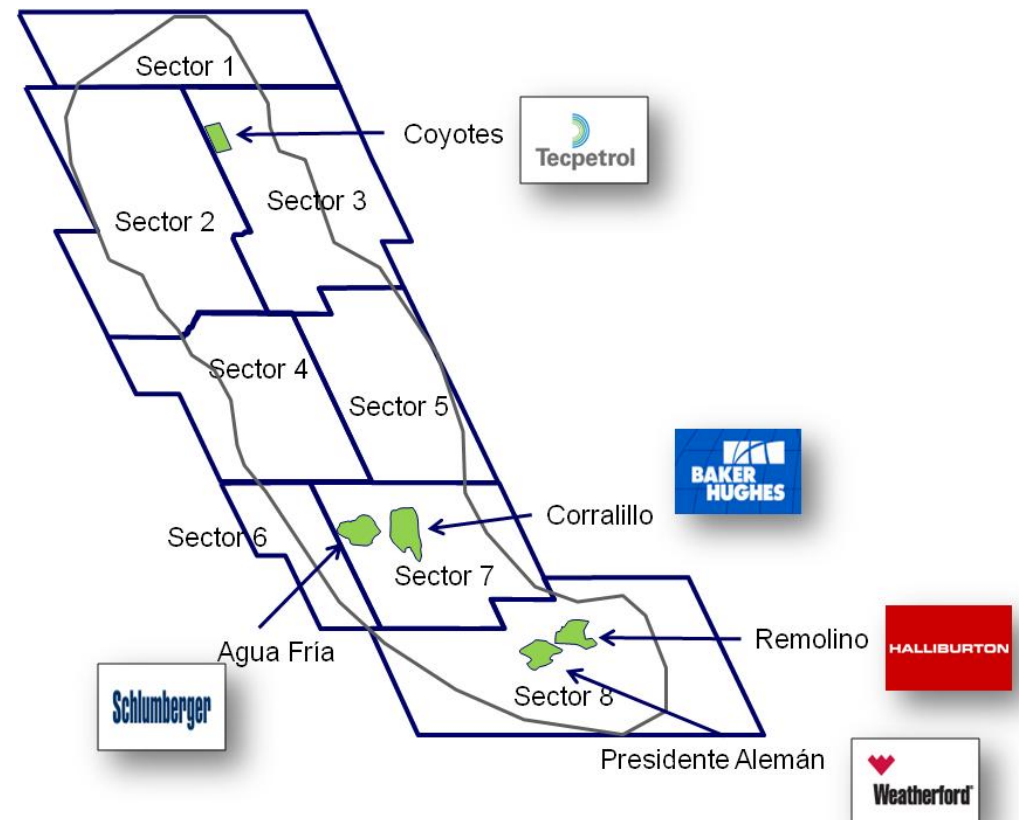 Sector 1
Coyotes
Tecpetrol
Sector 2
Sector 3
Sector 4
Sector 5
BAKER
HUGHES
Corralillo
Sector 6
Sector 7
Agua Fría
Remolino
HALLIBURTON
Schlumberger
Sector 8
Presidente Alemán
Weatherford